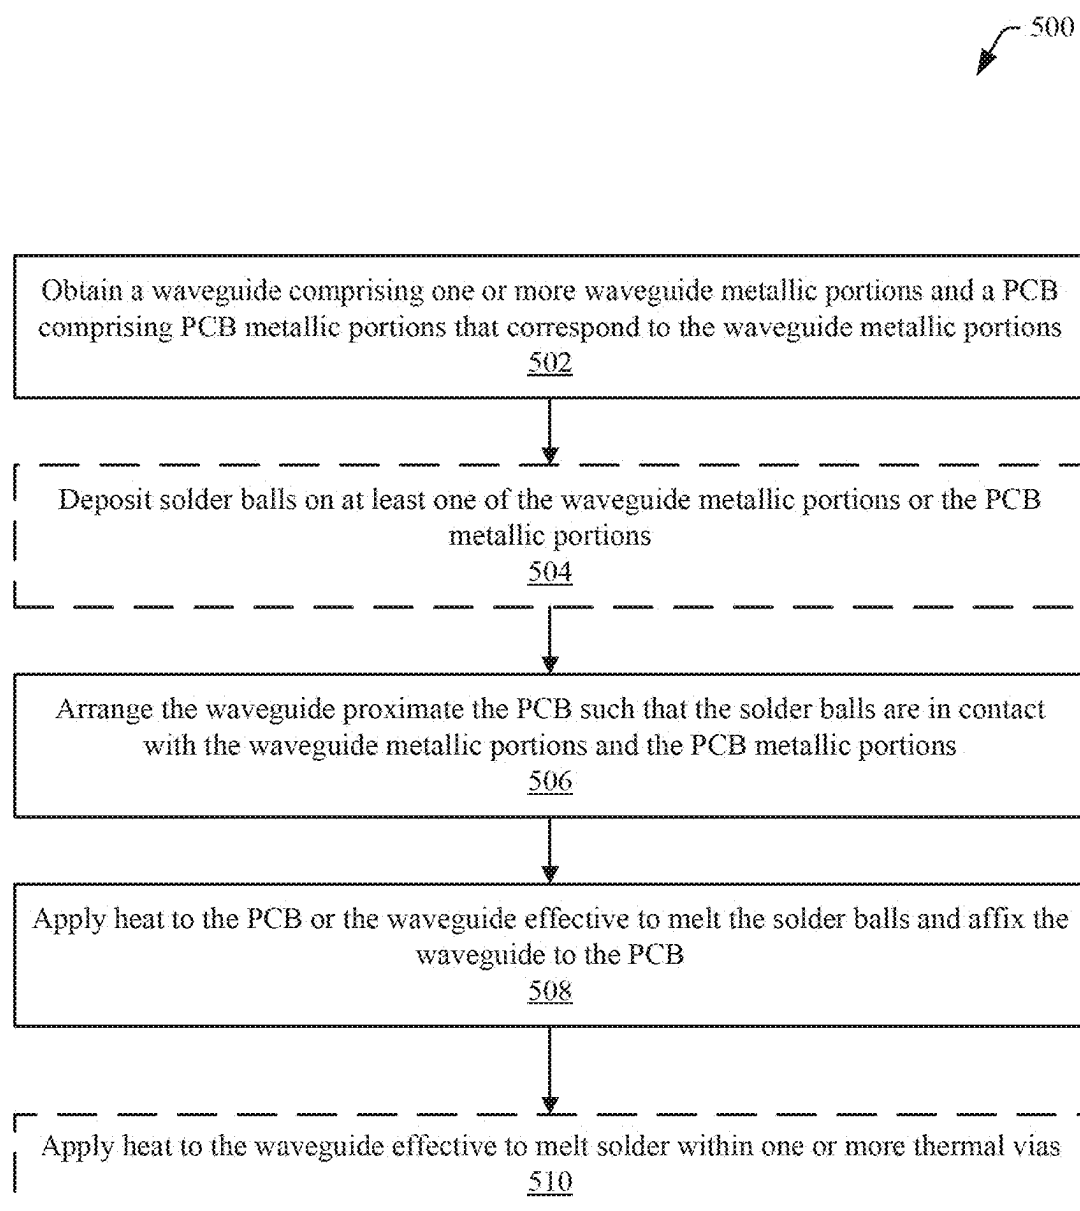 500
Obtain a waveguide comprising one or more waveguide metallic portions and a PCB
comprising PCB metallic portions that correspond to the waveguide metallic portions
502
Deposit solder balls on at least one of the waveguide metallic portions or the PCB
metallic portions
504
Arrange the waveguide proximate the PCB such that the solder balls are in contact
with the waveguide metallic portions and the PCB metallic portions
506
Apply heat to the PCB or the waveguide effective to melt the solder balls and affix the
waveguide to the PCB
508
Apply heat to the waveguide effective to melt solder within one or more thermal vias
510